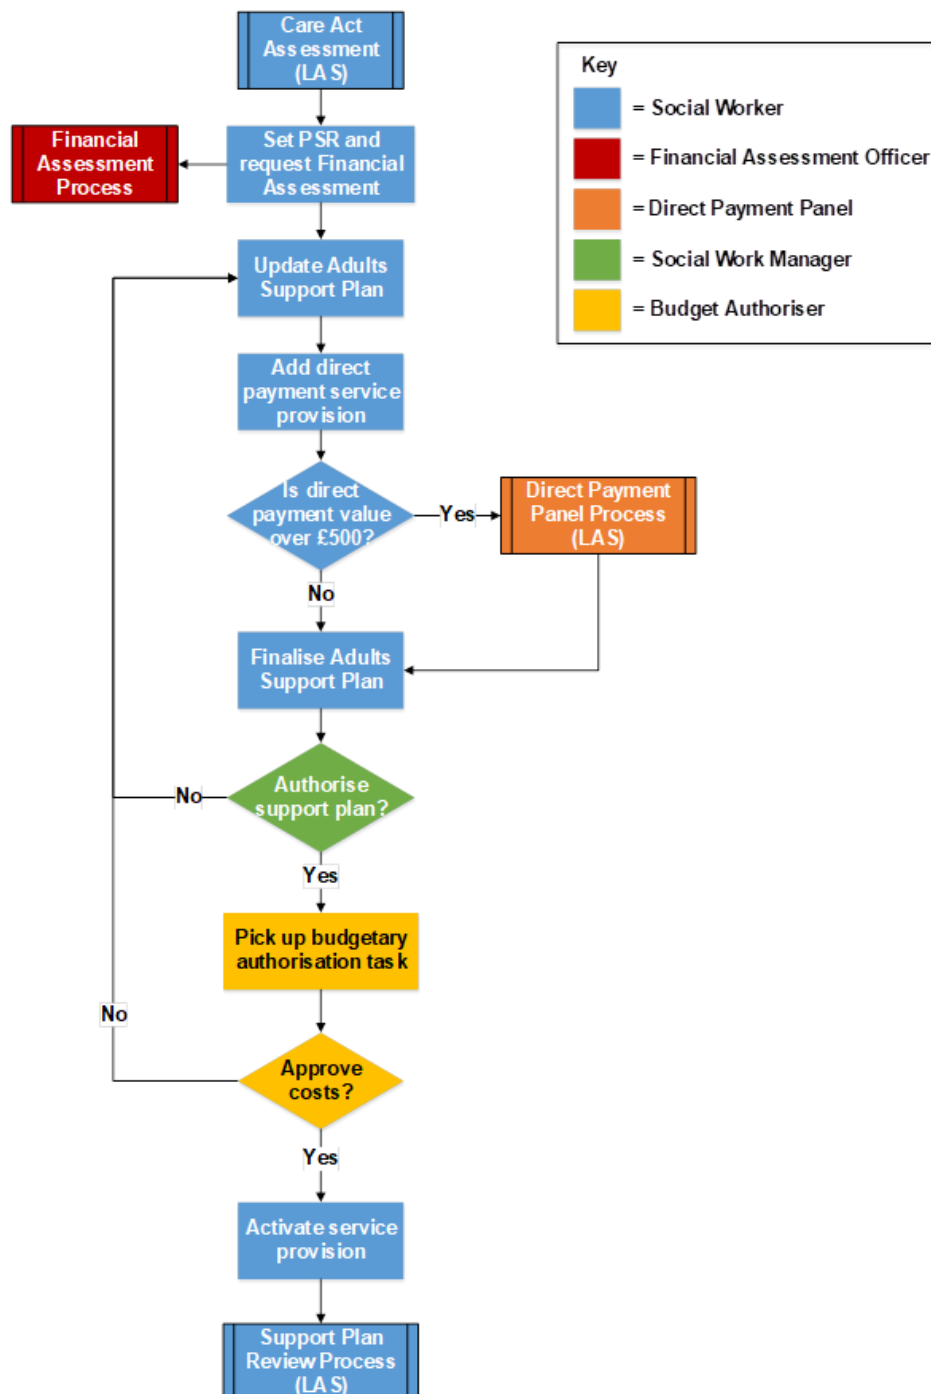 Care Act
Assessment
(LAS)
Key
= Social Worker
= Financial Assessment Officer
= Direct Payment Panel
= Social Work Manager
= Budget Authoriser
Financial
Assessment
Process
Set PSR and
request Financial
Assessment
Update Adults
Support Plan
Add direct
payment service
provision
Is direct
payment value
over £500?
Yes
Direct Payment
Panel Process
(LAS)
No
Finalise Adults
Support Plan
Authorise
support plan?
No
Yes
Pick up budgetary
authorisation task
No
Approve
costs?
Yes
Activate service
provision
Support Plan
Review Process
(LAS)